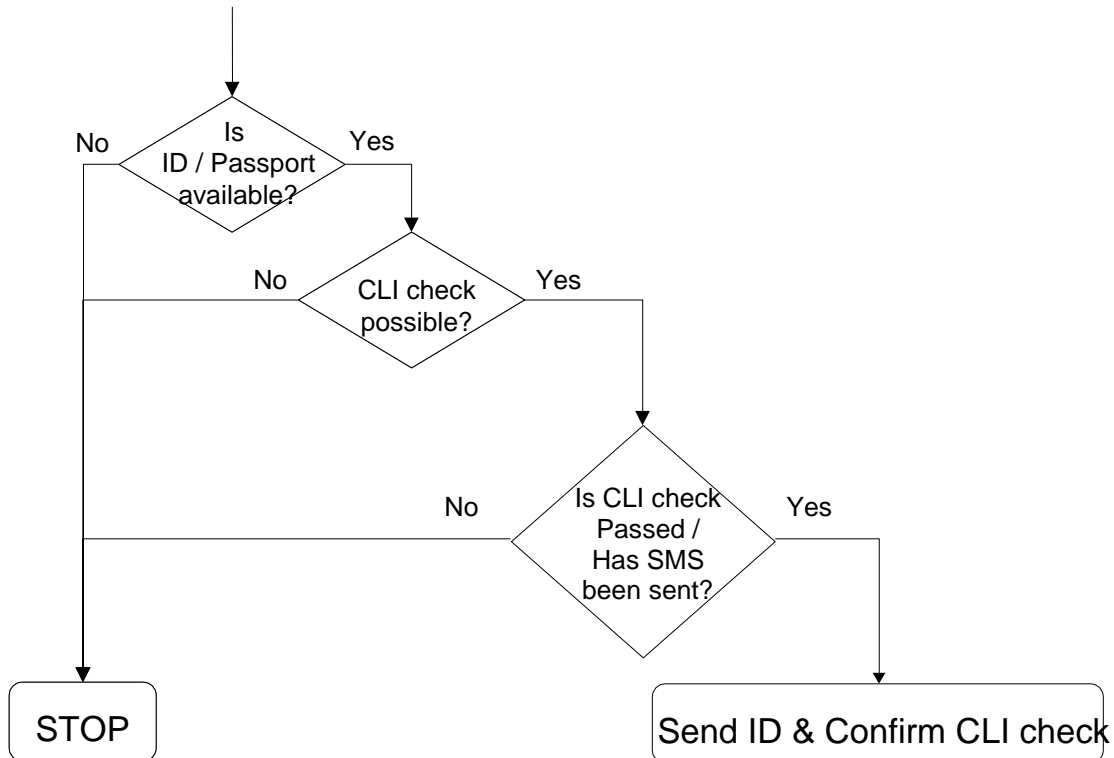 No
Yes
Is
ID / Passport
available?
No
Yes
CLI check
possible?
No
Yes
Is CLI check
Passed /
Has SMS
been sent?
STOP
Send ID & Confirm CLI check